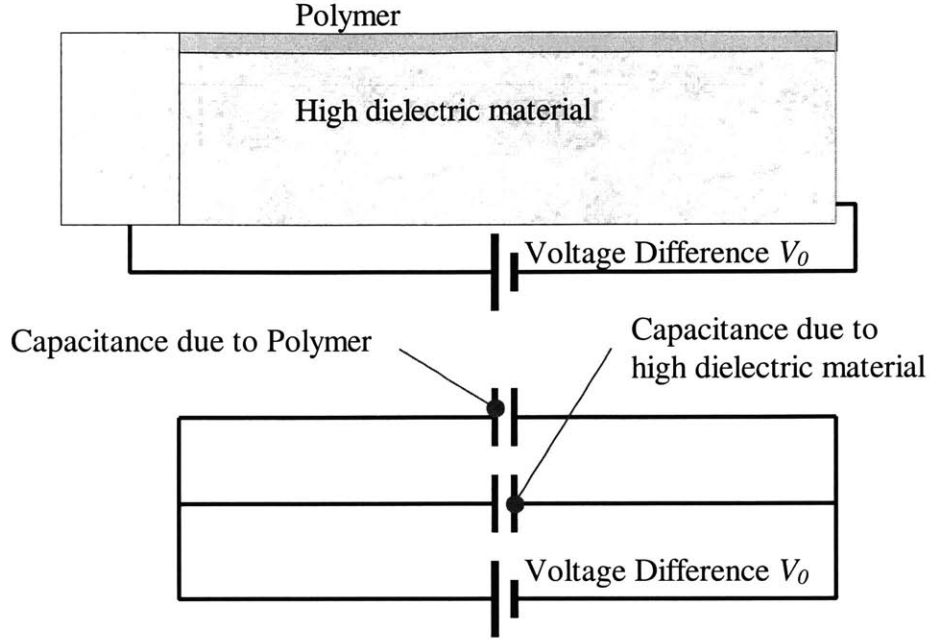 Polymer
High dielectric material
Voltage Difference V0
Capacitance due to Polymer
Capacitance due to
high dielectric material
Voltage Difference V0